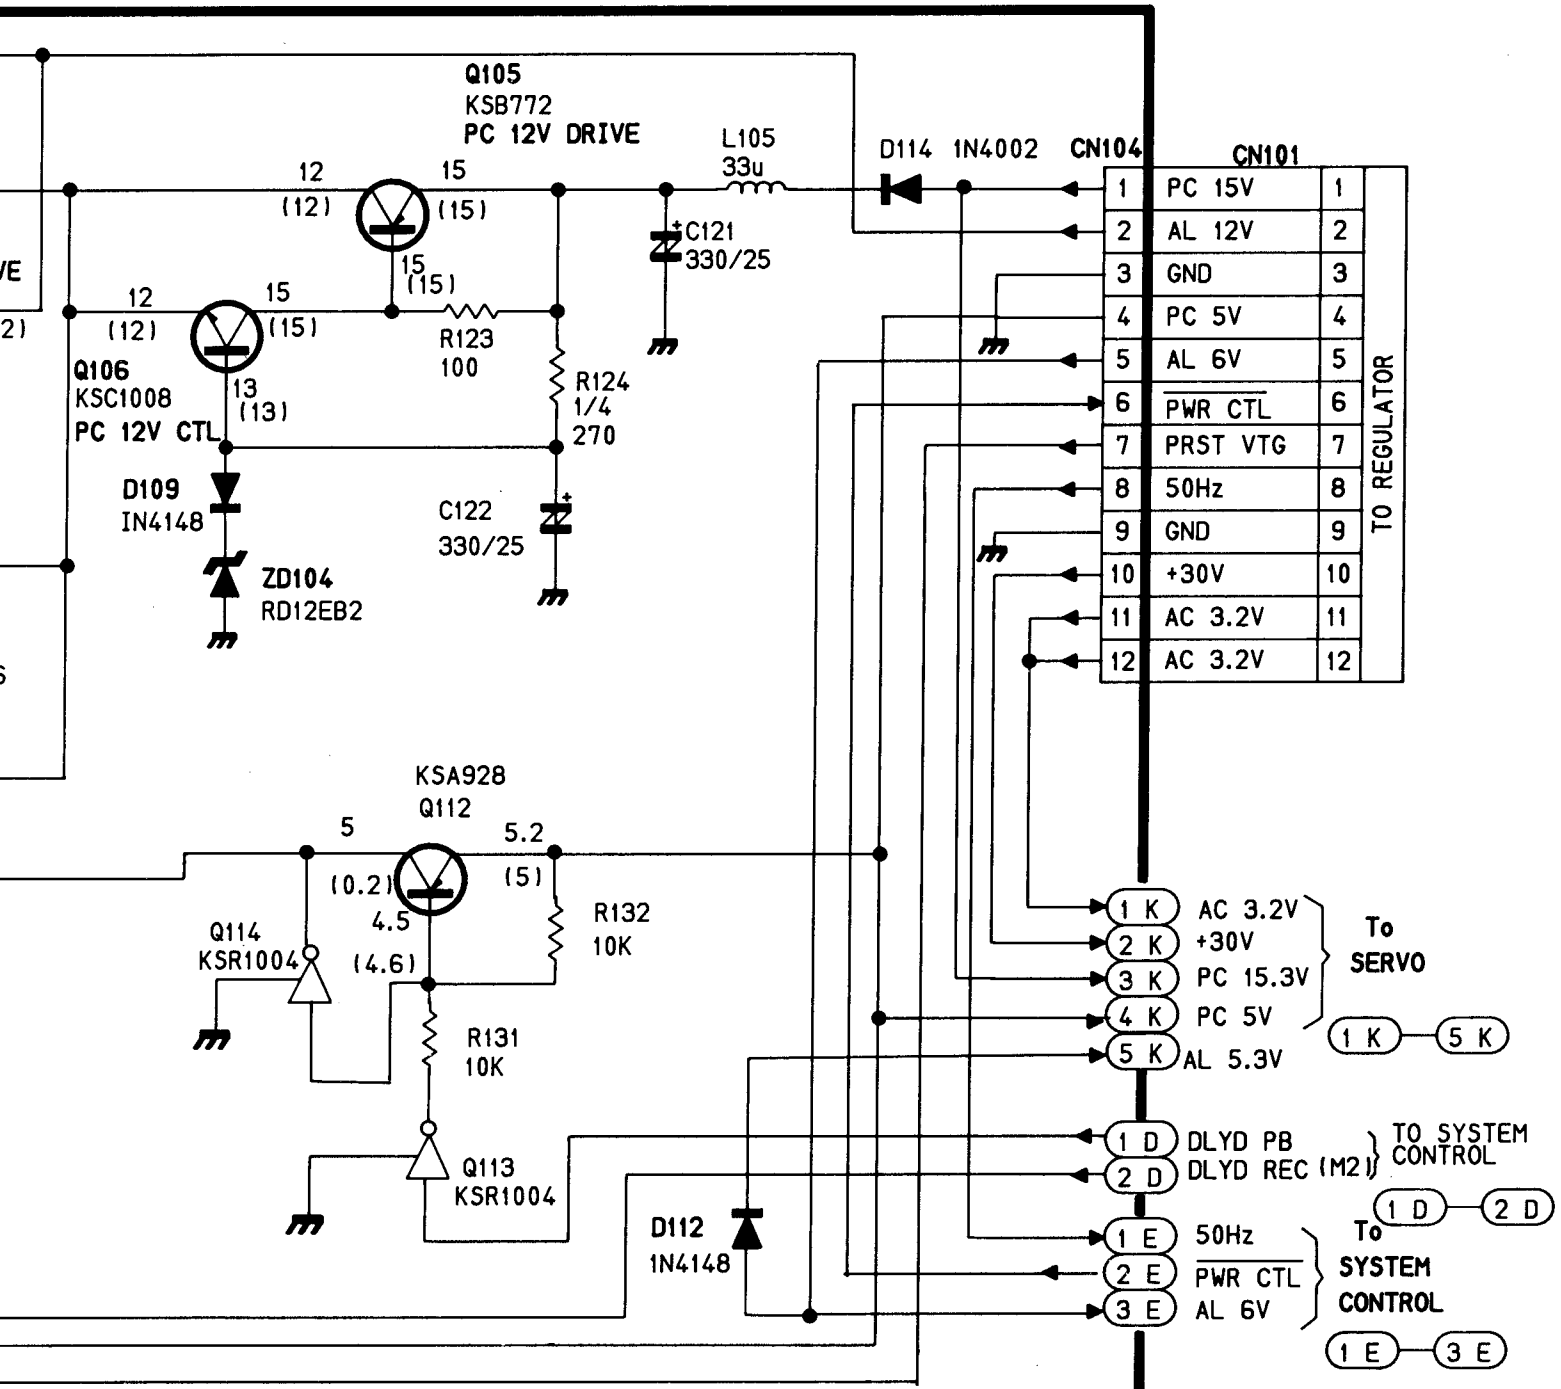 Q105
KSB772
PC 12V DRIVE
12
(12)
15
(15)
15
(15)
L105
33u
D114 1N4002
+
C121
330/25
VE
2)
12
(12)
15
(15)
Q106
KSC1008
PC 12V CTL
13
(13)
R123
100
R124
1/4
270
D109
IN4148
ZD104
RD12EB2
C122
330/25
+
CN104 CN101
1 PC 15V 1
2 AL 12V 2
3 GND 3
4 PC 5V 4
5 AL 6V 5
6 PWR CTL 6
7 PRST VTG 7
8 50Hz 8
9 GND 9
10 +30V 10
11 AC 3.2V 11
12 AC 3.2V 12
TO REGULATOR
KSA928
Q112
5
(0.2)
5.2
(5)
4.5
(4.6)
Q114
KSR1004
R132
10K
R131
10K
Q113
KSR1004
D112
1N4148
1 K AC 3.2V
2 K +30V
3 K PC 15.3V
4 K PC 5V
5 K AL 5.3V
To
SERVO
1 K 5 K
1 D DLYD PB
2 D DLYD REC (M2)
TO SYSTEM
CONTROL
1 D 2 D
1 E 50Hz
2 E PWR CTL
3 E AL 6V
To
SYSTEM
CONTROL
1 E 3 E